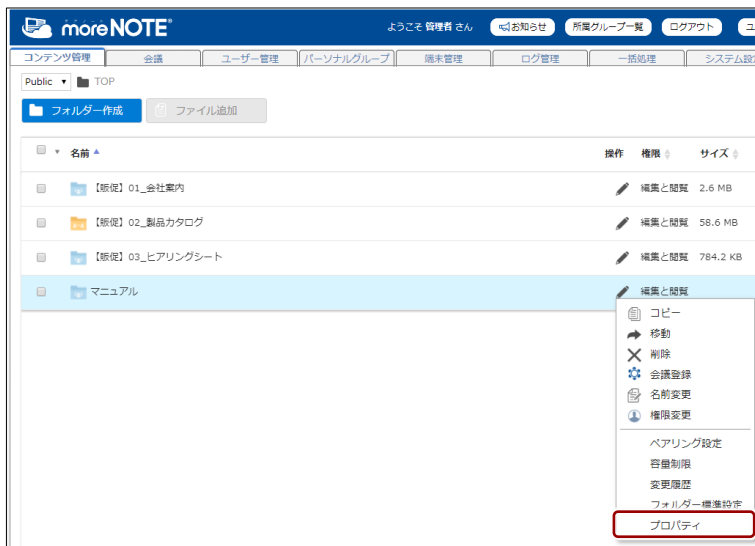 moreNOTE®
ようこそ 管理者 さん お知らせ 所属グループ一覧 ログアウト
コンテンツ管理 会議 ユーザー管理 パーソナルグループ 端末管理 ログ管理 一括処理 システム設
Public ▼ TOP
フォルダー作成 ファイル追加
▼ 名前 ▲ 操作 権限 サイズ
【販促】01_会社案内 編集と閲覧 2.6 MB
【販促】02_製品カタログ 編集と閲覧 58.6 MB
【販促】03_ヒアリングシート 編集と閲覧 784.2 KB
マニュアル 編集と閲覧
コピー
移動
削除
会議登録
名前変更
権限変更
ペアリング設定
容量制限
変更履歴
フォルダー標準設定
プロパティ